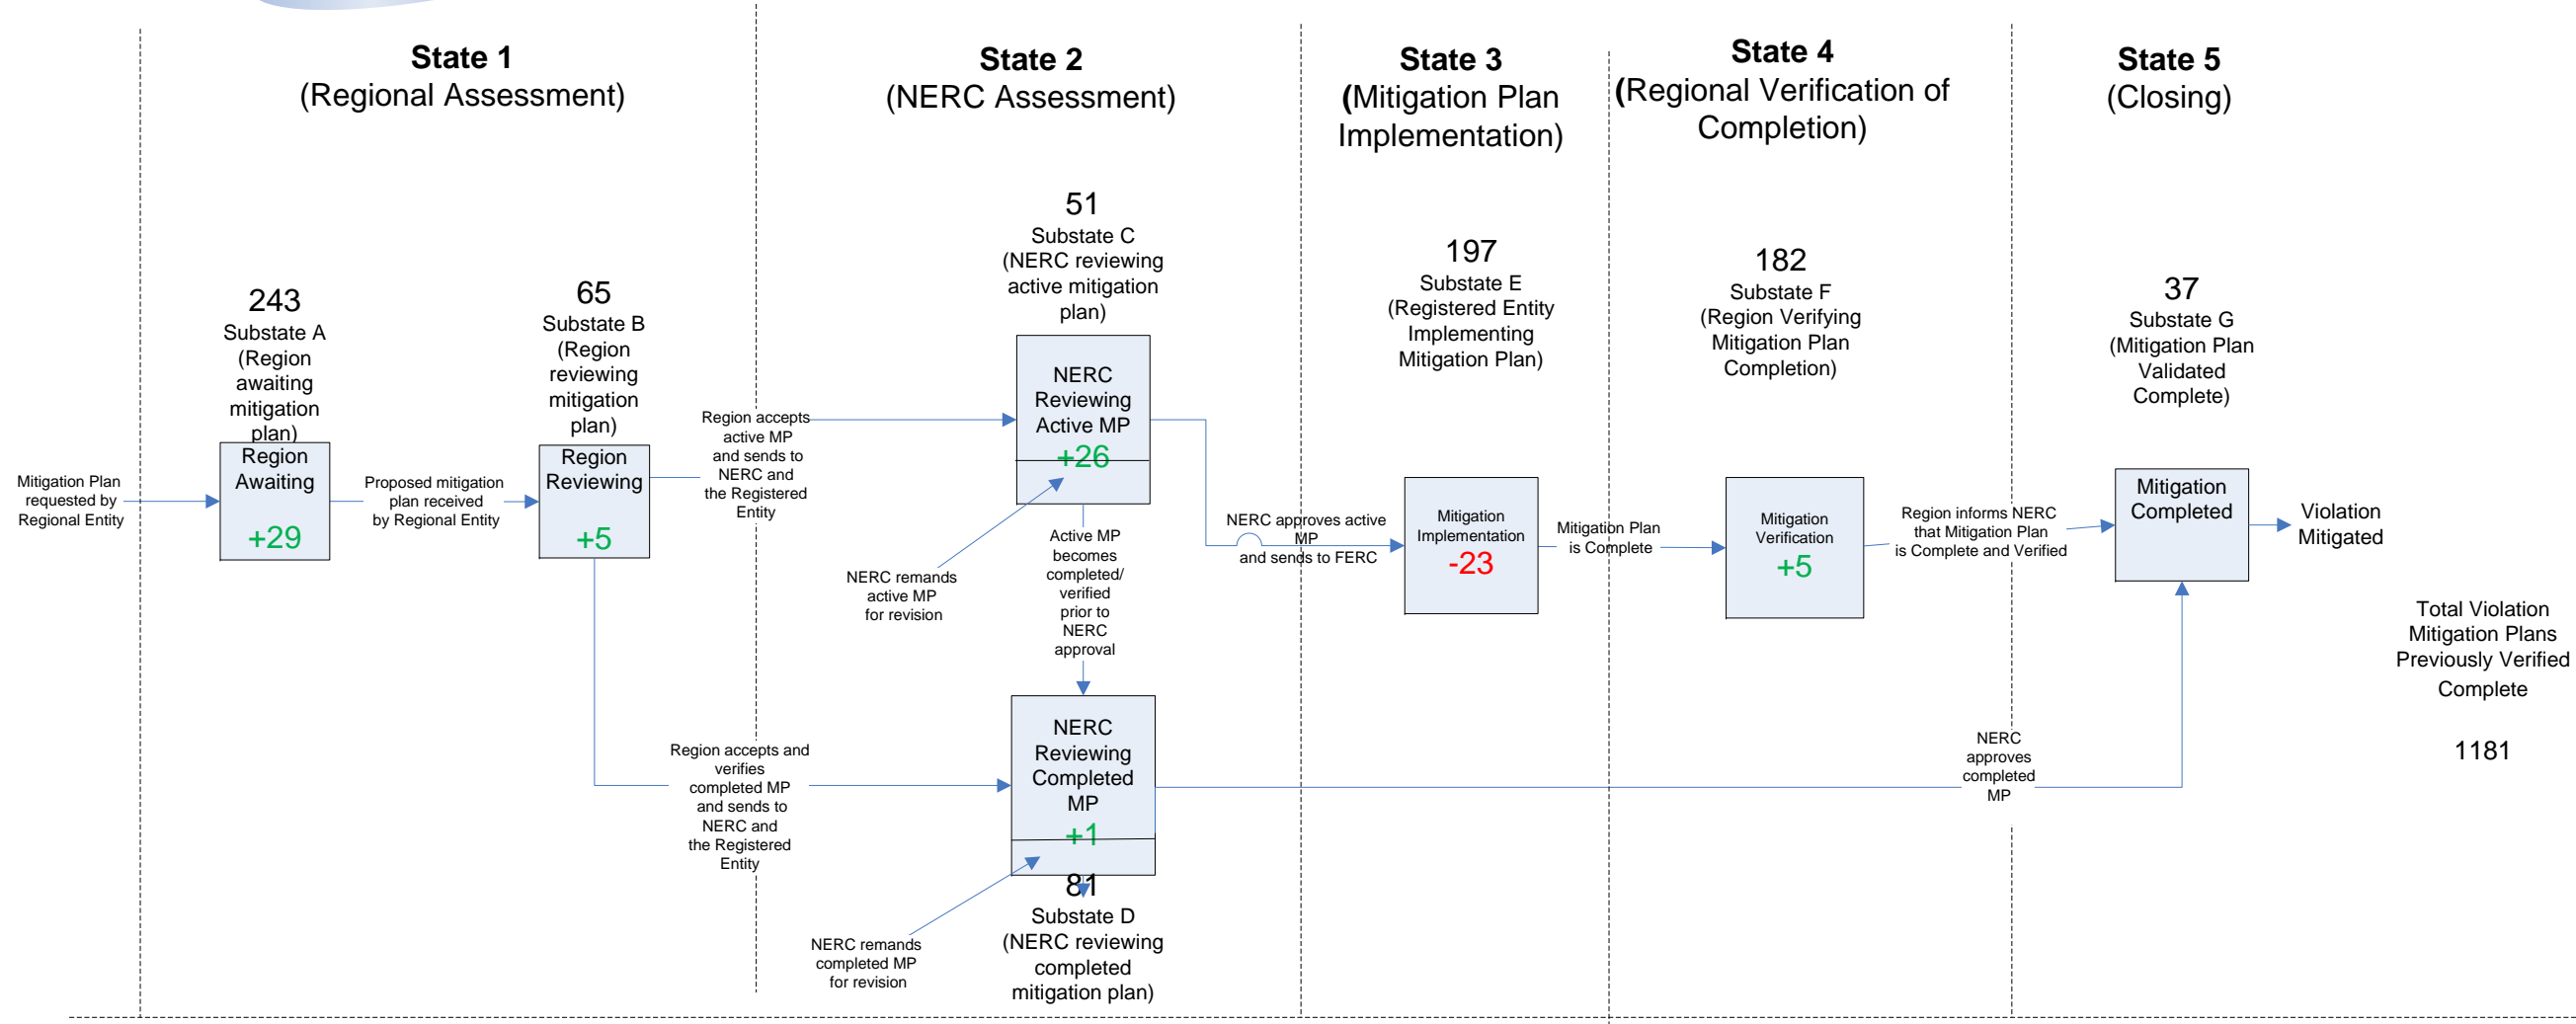 State 1
(Regional Assessment)
State 2
(NERC Assessment)
State 3
(Mitigation Plan
Implementation)
State 4
(Regional Verification of
Completion)
State 5
(Closing)
Mitigation Plan
requested by
Regional Entity
243
Substate A
(Region
awaiting
mitigation
plan)
Region
Awaiting
+29
Proposed mitigation
plan received
by Regional Entity
65
Substate B
(Region
reviewing
mitigation
plan)
Region
Reviewing
+5
Region accepts
active MP
and sends to
NERC and
the Registered
Entity
Region accepts and
verifies
completed MP
and sends to
NERC and
the Registered
Entity
51
Substate C
(NERC reviewing
active mitigation
plan)
NERC
Reviewing
Active MP
+26
NERC remands
active MP
for revision
Active MP
becomes
completed/
verified
prior to
NERC
approval
NERC
Reviewing
Completed
MP
+1
81
Substate D
(NERC reviewing
completed
mitigation plan)
NERC remands
completed MP
for revision
NERC approves active
MP
and sends to FERC
197
Substate E
(Registered Entity
Implementing
Mitigation Plan)
Mitigation
Implementation
-23
Mitigation Plan
is Complete
182
Substate F
(Region Verifying
Mitigation Plan
Completion)
Mitigation
Verification
+5
Region informs NERC
that Mitigation Plan
is Complete and Verified
NERC
approves
completed
MP
37
Substate G
(Mitigation Plan
Validated
Complete)
Mitigation
Completed
Violation
Mitigated
Total Violation
Mitigation Plans
Previously Verified
Complete
1181